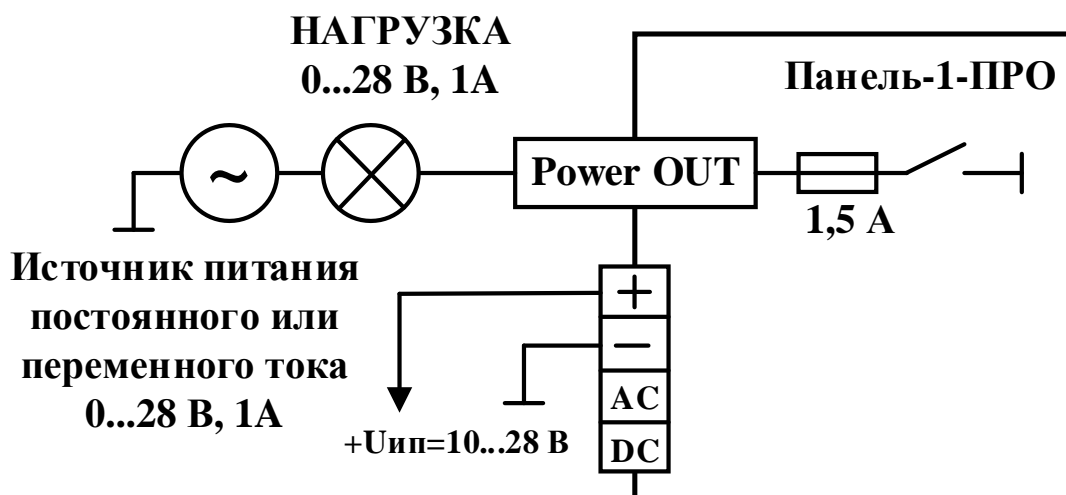 НАГРУЗКА
0...28 В, 1А
Панель-1-ПРО
~
Power OUT
1,5 А
Источник питания
постоянного или
переменного тока
0...28 В, 1А
+
−
AC
DC
+Uип=10...28 В